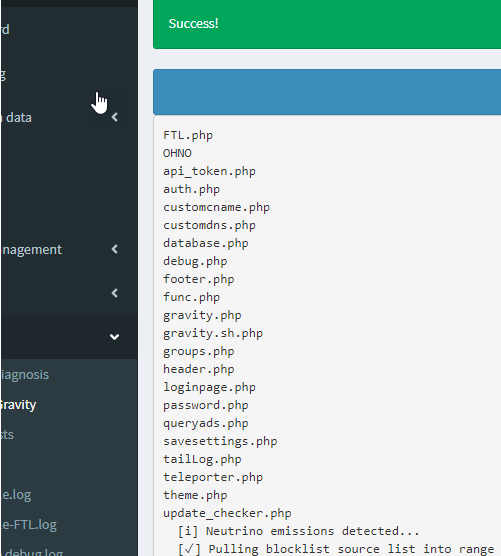 rd
Success!
g
n data
FTL.php
OHNO
api_token.php
auth.php
customcname.php
customdns.php
database.php
debug.php
footer.php
func.php
gravity.php
gravity.sh.php
groups.php
header.php
loginpage.php
password.php
queryads.php
savesettings.php
tailLog.php
teleporter.php
theme.php
update_checker.php
[i] Neutrino emissions detected...
[✓] Pulling blocklist source list into range
nagement
iagnosis
Gravity
sts
e.log
e-FTL.log
debug.log